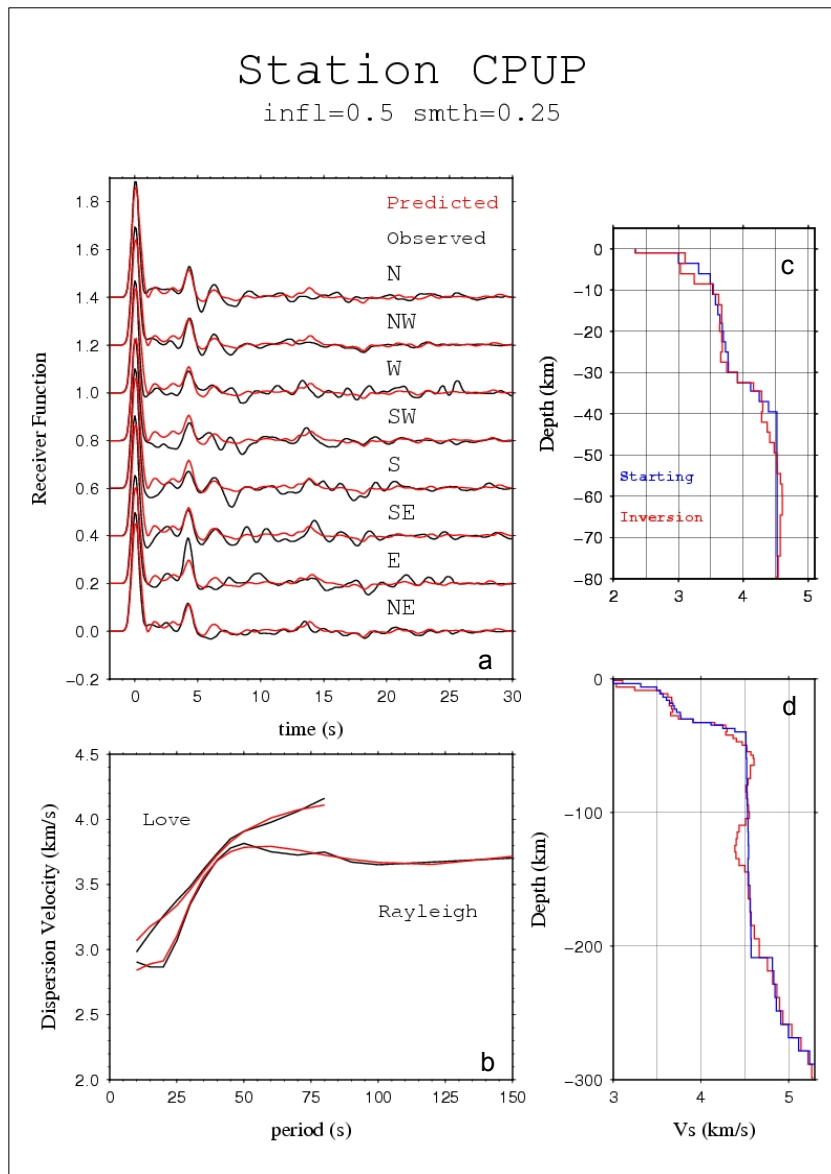 Station CPUP
infl=0.5 smth=0.25
Receiver Function
1.8
1.6
1.4
1.2
1.0
0.8
0.6
0.4
0.2
0.0
−0.2
Predicted
Observed
N
NW
W
SW
S
SE
E
NE
a
0 5 10 15 20 25 30
time (s)
Depth (km)
0
−10
−20
−30
−40
−50
−60
−70
−80
c
Starting
Inversion
2 3 4 5
Dispersion Velocity (km/s)
4.5
4.0
3.5
3.0
2.5
2.0
Love
Rayleigh
b
0 25 50 75 100 125 150
period (s)
Depth (km)
0
−100
−200
−300
d
3 4 5
Vs (km/s)